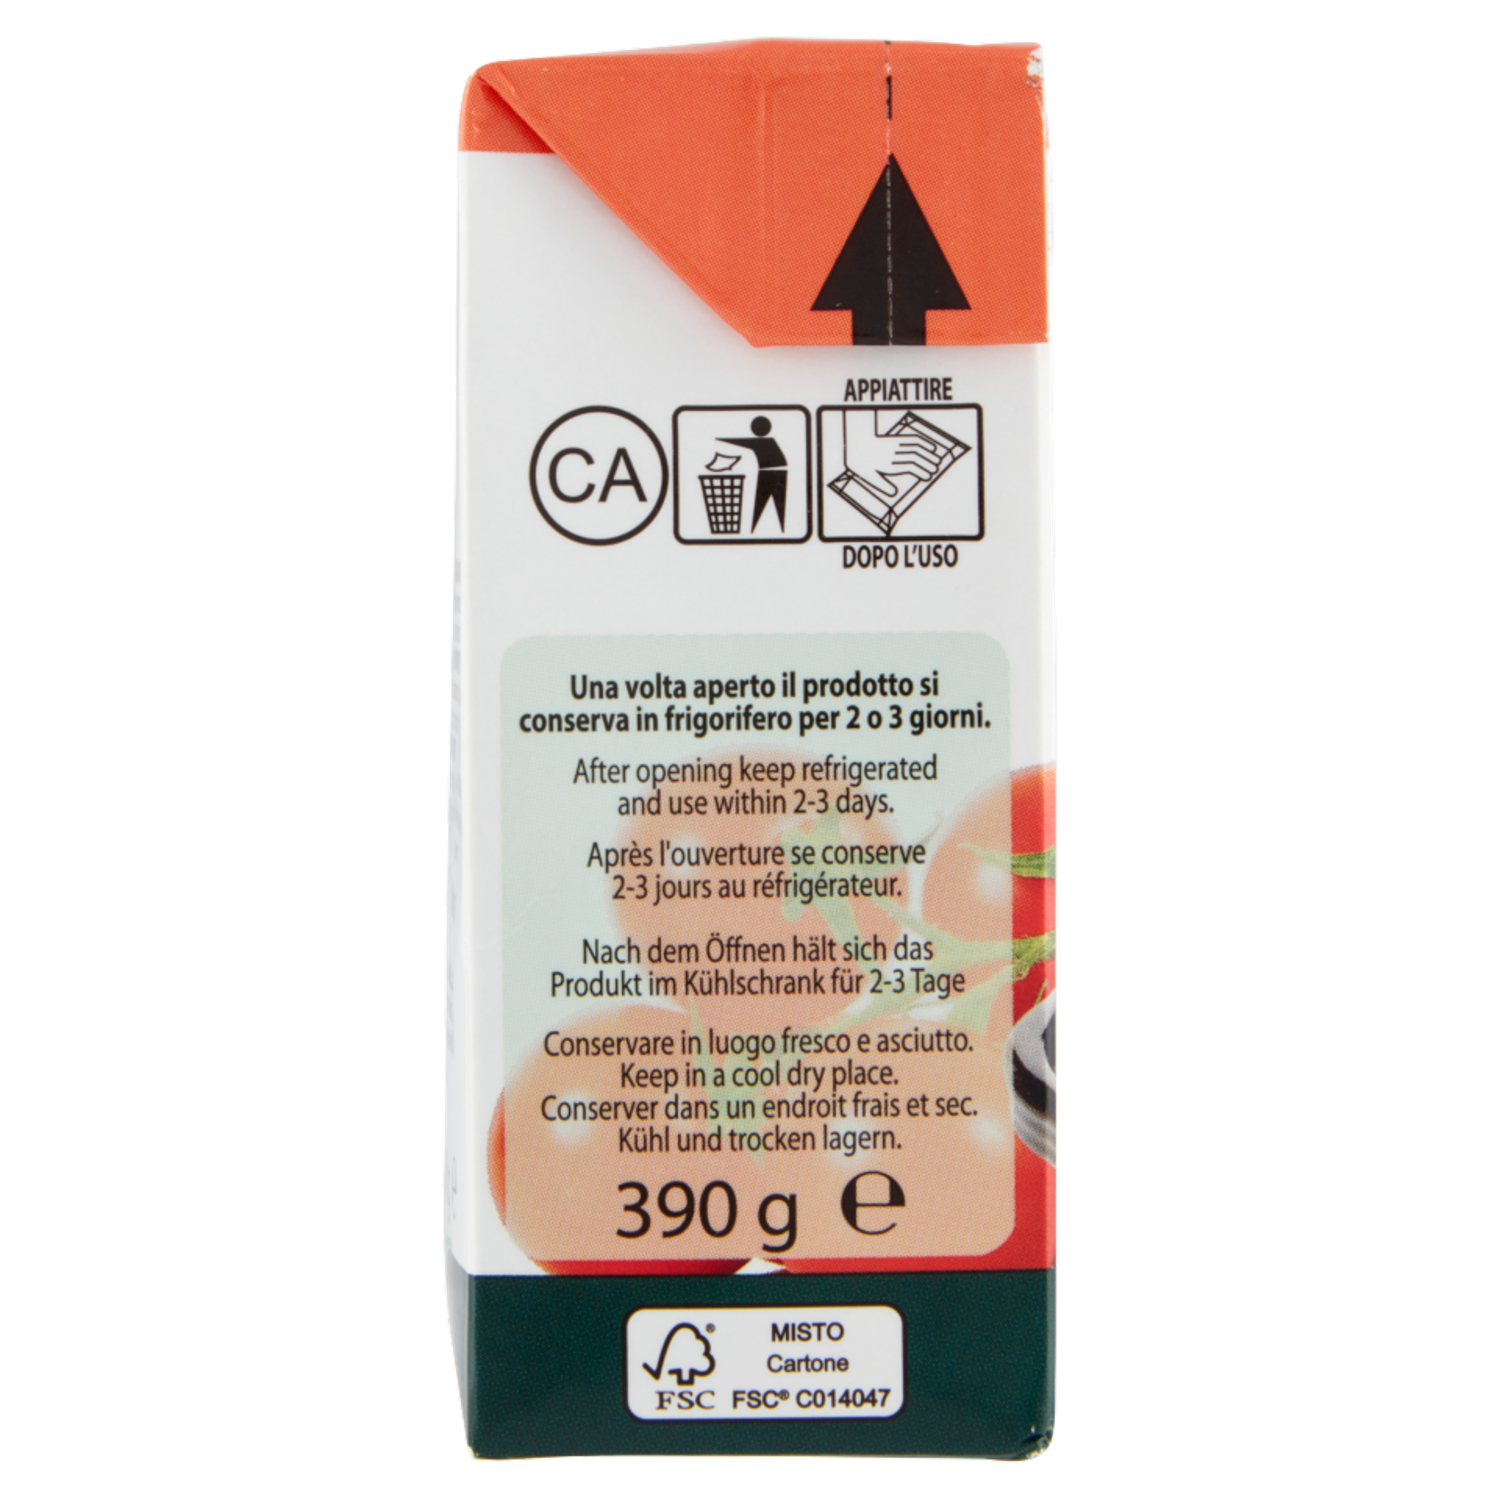 APPIATTIRE
CA
DOPO L'USO
Una volta aperto il prodotto si
conserva in frigorifero per 2 o 3 giorni.
After opening keep refrigerated
and use within 2-3 days.
Après l'ouverture se conserve
2-3 jours au réfrigérateur.
Nach dem Öffnen hält sich das
Produkt im Kühlschrank für 2-3 Tage
Conservare in luogo fresco e asciutto.
Keep in a cool dry place.
Conserver dans un endroit frais et sec.
Kühl und trocken lagern.
390 g ℮
MISTO
Cartone
FSC® C014047
® FSC